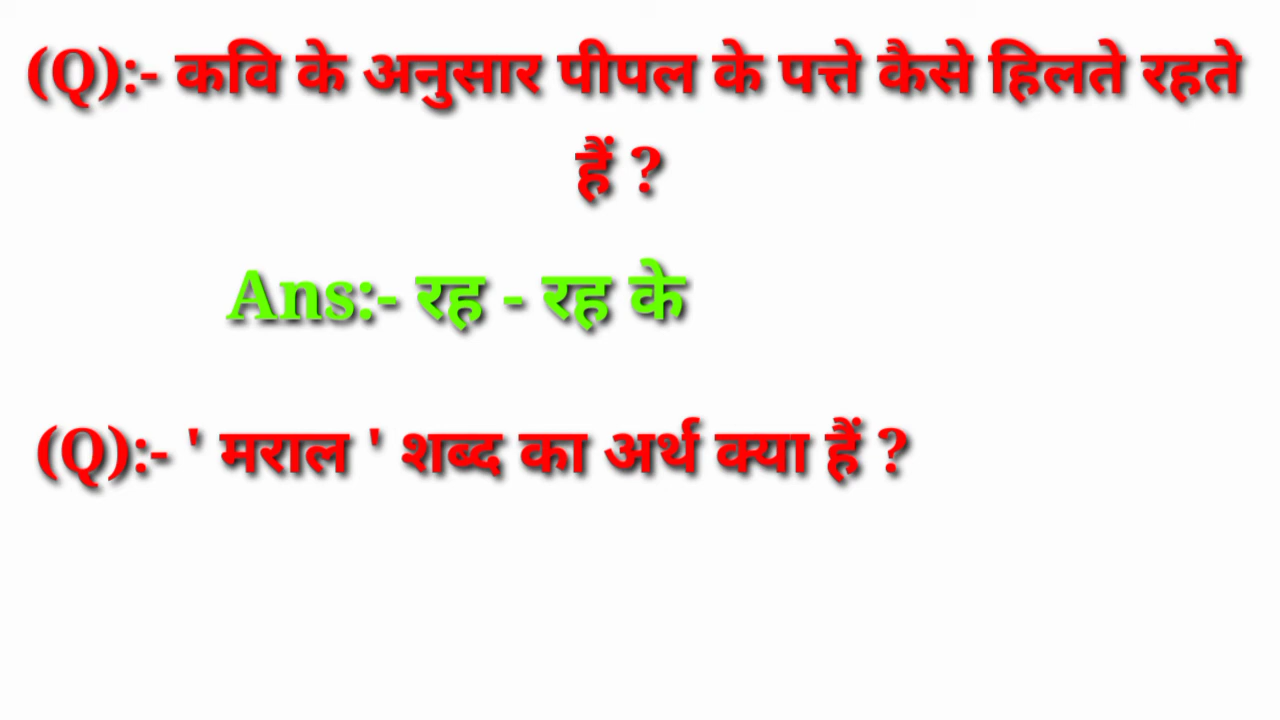 (Q):- कवि के अनुसार पीपल के पत्ते कैसे हिलते रहते
हैं ?
Ans:- रह - रह के
(Q):- ' मराल ' शब्द का अर्थ क्या हैं ?